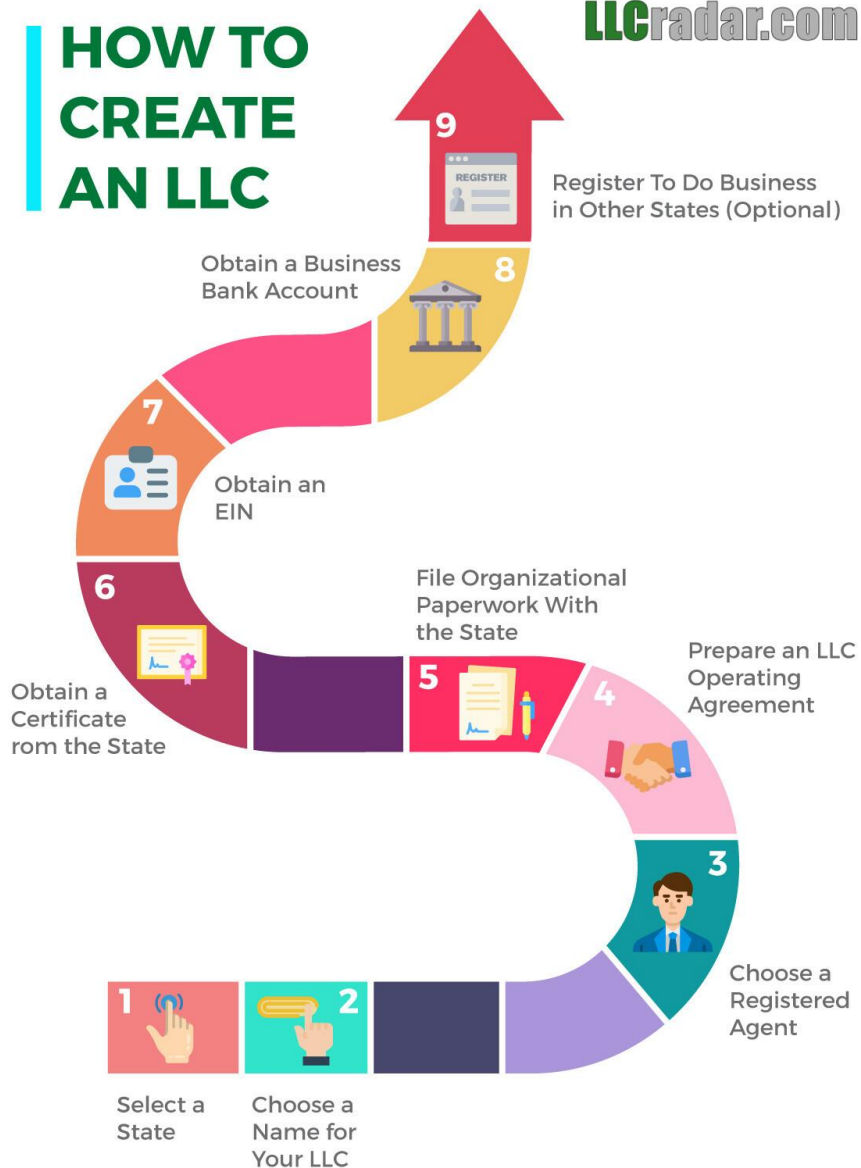 LLCradar.com
HOW TO
CREATE
AN LLC
9
REGISTER
Register To Do Business
in Other States (Optional)
Obtain a Business
Bank Account
8
7
Obtain an
EIN
6
Obtain a
Certificate
rom the State
File Organizational
Paperwork With
the State
5
Prepare an LLC
Operating
Agreement
4
3
Choose a
Registered
Agent
1
Select a
State
2
Choose a
Name for
Your LLC